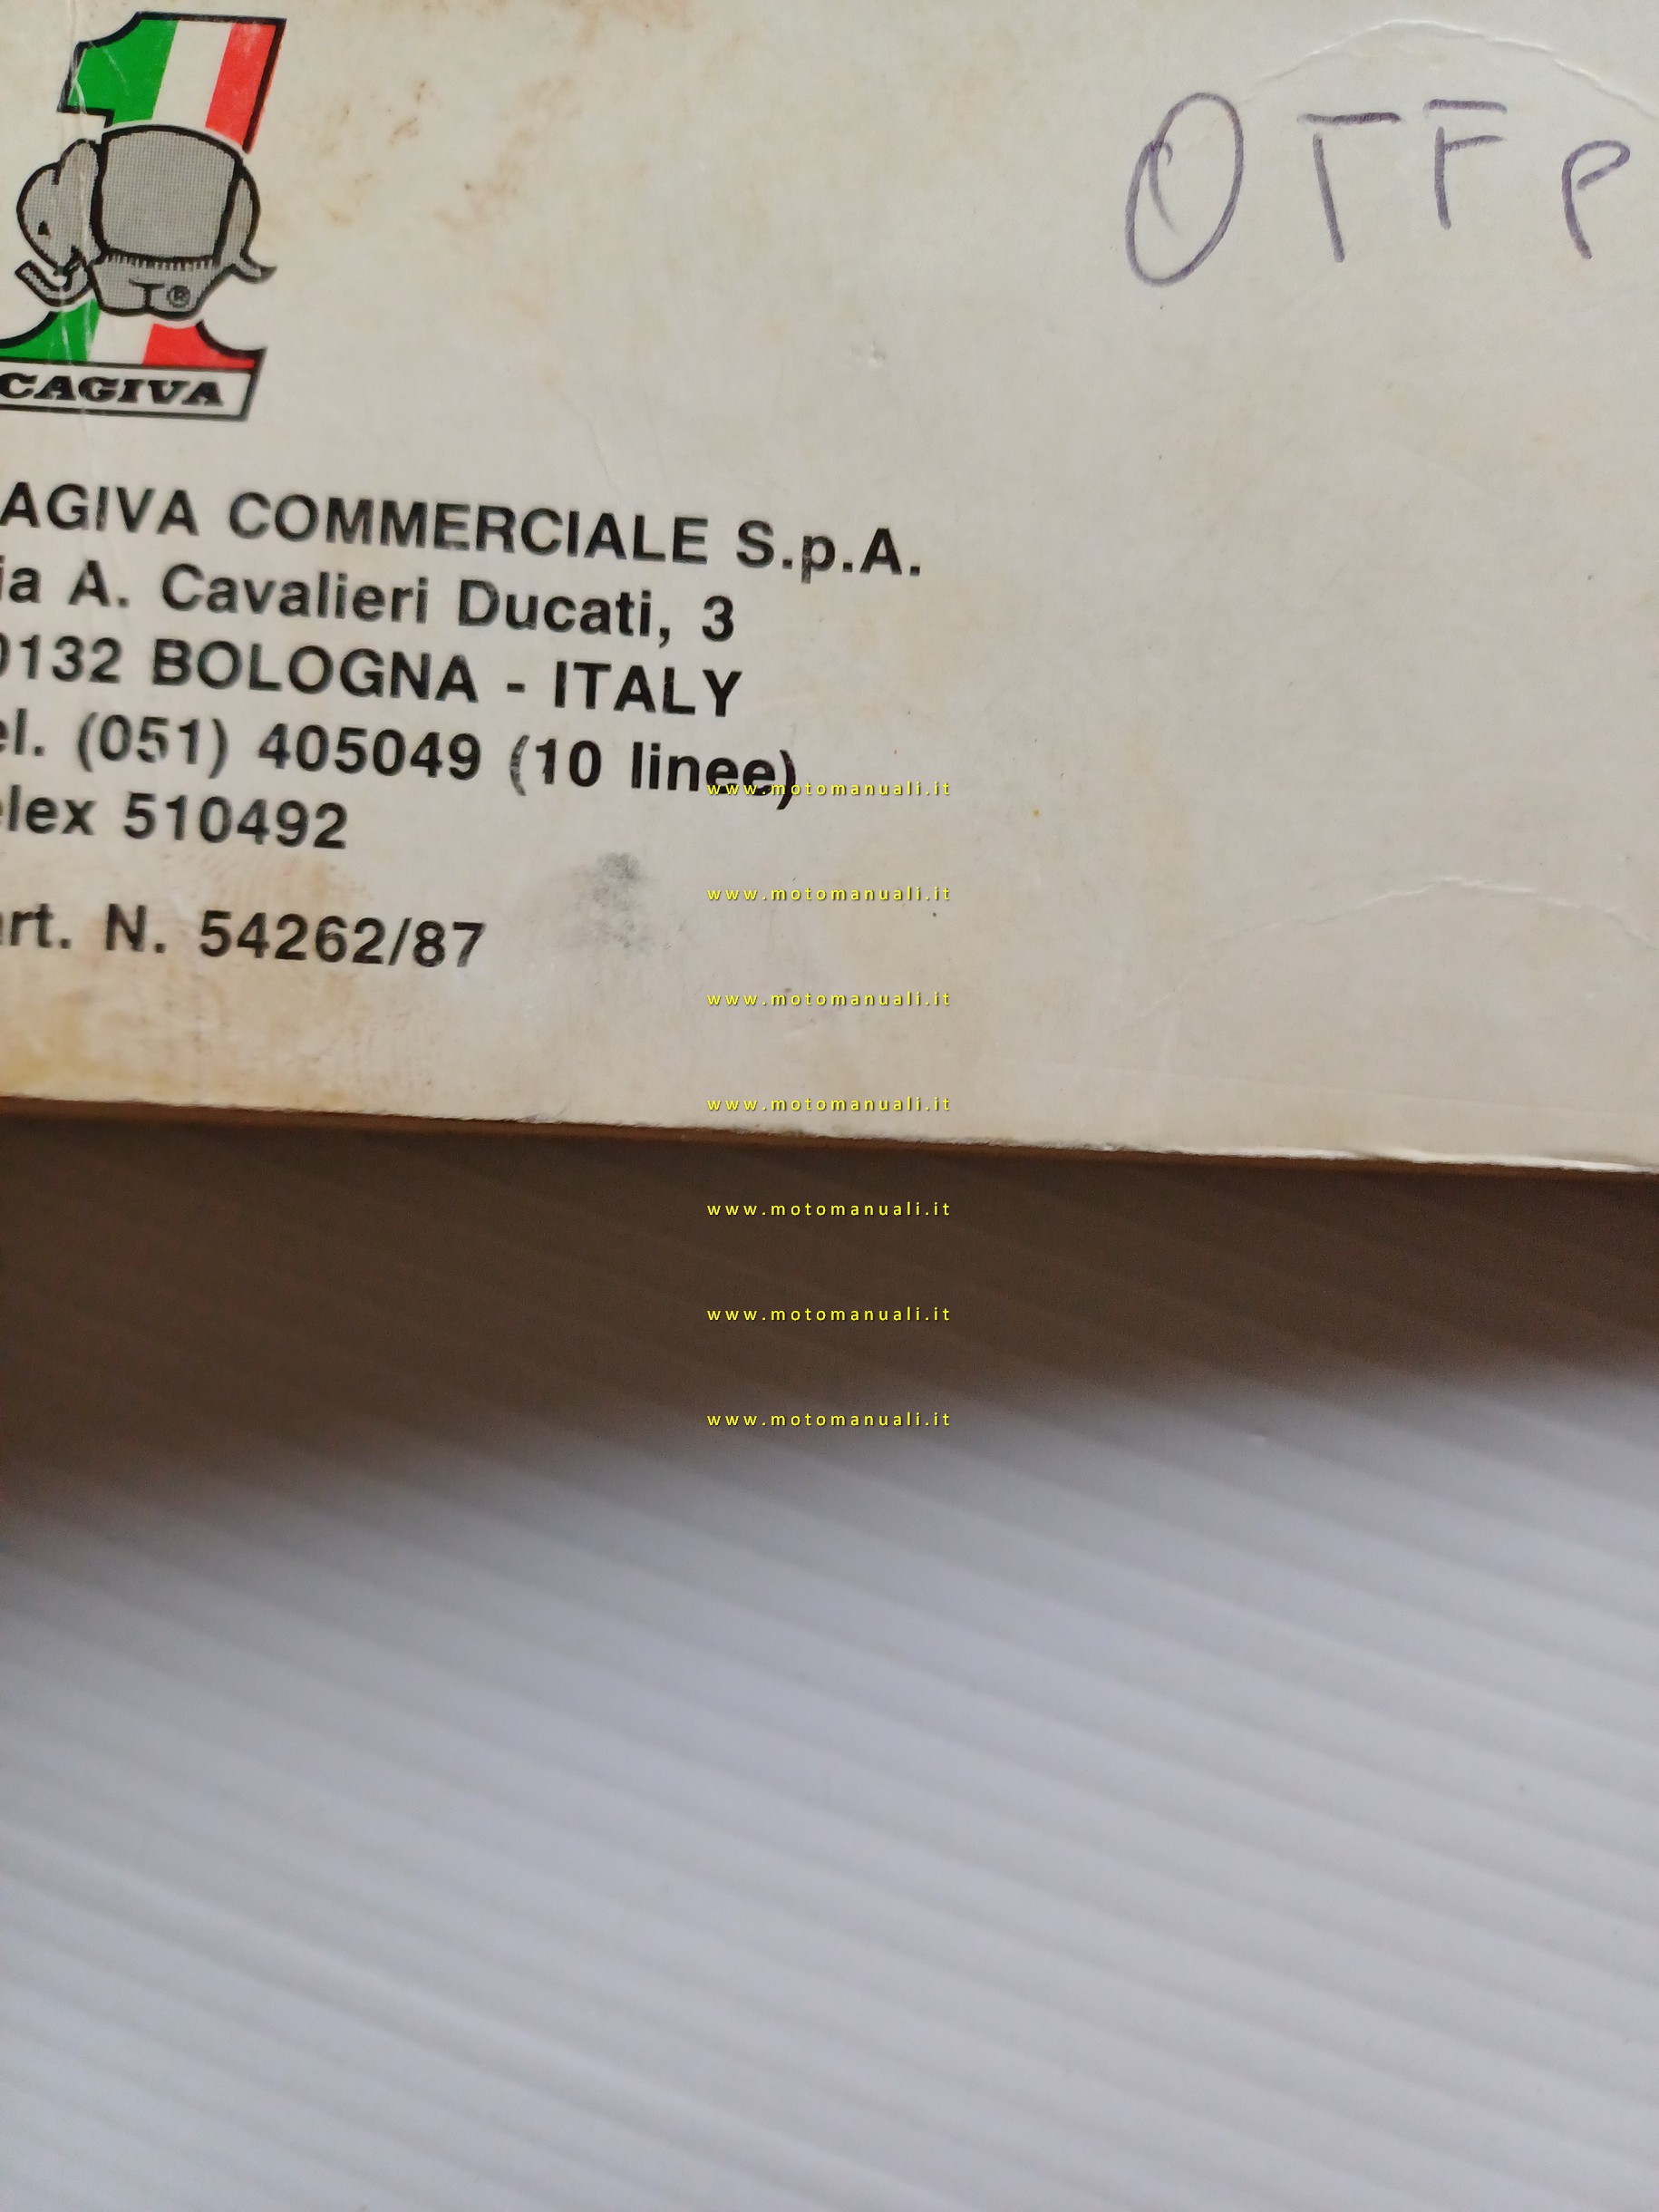 OTFP
T®
CAGIVA
AGIVA COMMERCIALE S.p.A.
ia A. Cavalieri Ducati, 3
0132 BOLOGNA - ITALY
el. (051) 405049 (10 linee)
elex 510492
art. N. 54262/87
www.motomanuali.it
www.motomanuali.it
www.motomanuali.it
www.motomanuali.it
www.motomanuali.it
www.motomanuali.it
www.motomanuali.it